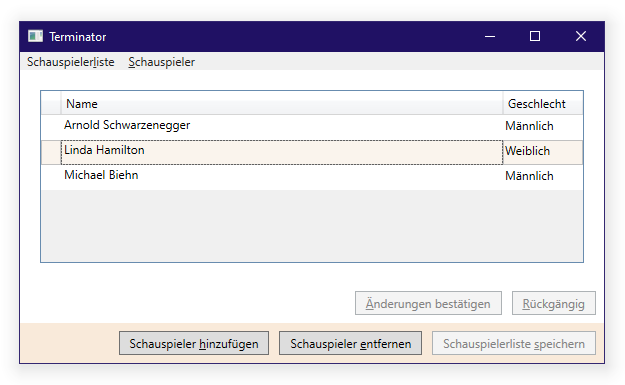 Terminator
Schauspielerliste Schauspieler
Name Geschlecht
Arnold Schwarzenegger Männlich
Linda Hamilton Weiblich
Michael Biehn Männlich
Änderungen bestätigen Rückgängig
Schauspieler hinzufügen Schauspieler entfernen Schauspielerliste speichern